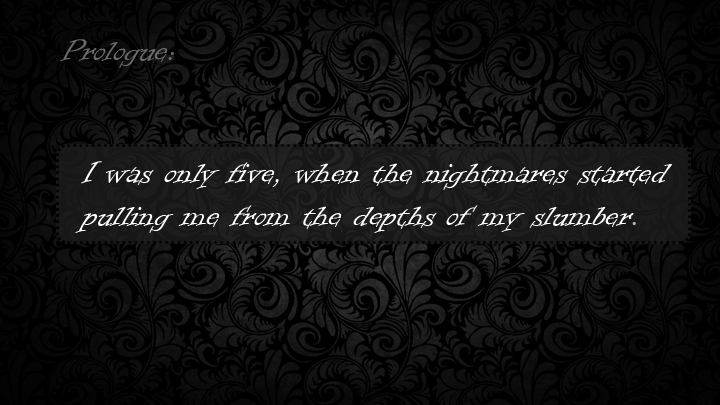 Prologue:
I was only five, when the nightmares started
pulling me from the depths of my slumber.